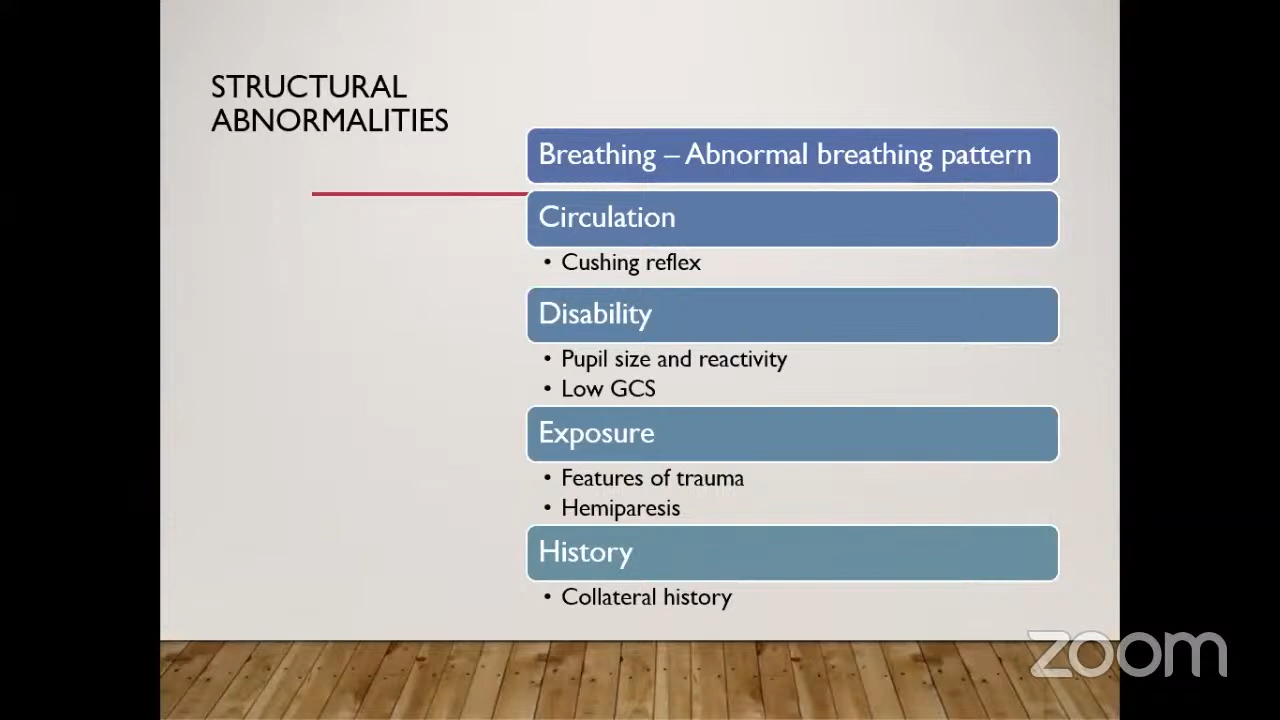 STRUCTURAL
ABNORMALITIES
Breathing – Abnormal breathing pattern
Circulation
• Cushing reflex
Disability
• Pupil size and reactivity
• Low GCS
Exposure
• Features of trauma
• Hemiparesis
History
• Collateral history
zoom